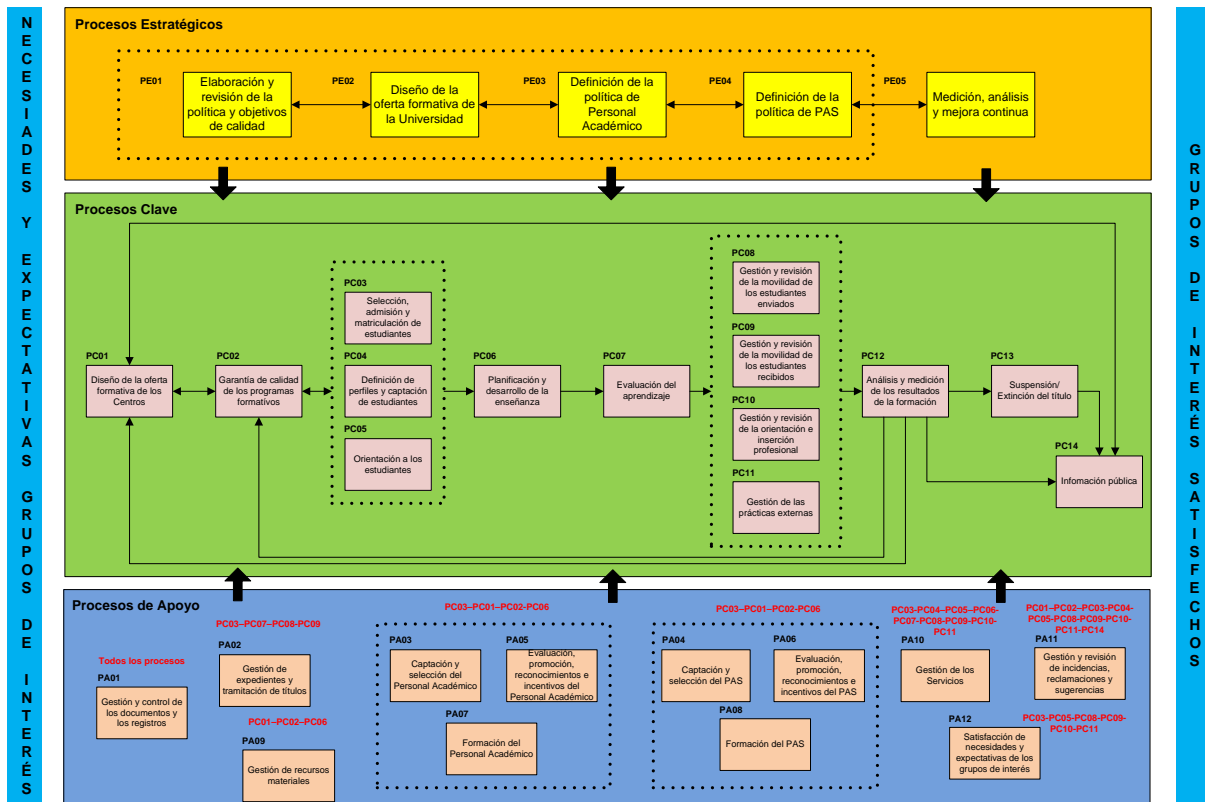 NECESIADES Y EXPECTATIVAS GRUPOS DE INTERÉS
Procesos Estratégicos
PE01
Elaboración y
revisión de la
política y objetivos
de calidad
PE02
Diseño de la
oferta formativa de
la Universidad
PE03
Definición de la
política de
Personal
Académico
PE04
Definición de la
política de PAS
PE05
Medición, análisis
y mejora continua
Procesos Clave
PC01
Diseño de la oferta
formativa de los
Centros
PC02
Garantía de calidad
de los programas
formativos
PC03
Selección,
admisión y
matriculación de
estudiantes
PC04
Definición de
perfiles y captación
de estudiantes
PC05
Orientación a los
estudiantes
PC06
Planificación y
desarrollo de la
enseñanza
PC07
Evaluación del
aprendizaje
PC08
Gestión y revisión
de la movilidad de
los estudiantes
enviados
PC09
Gestión y revisión
de la movilidad de
los estudiantes
recibidos
PC10
Gestión y revisión
de la orientación e
inserción
profesional
PC11
Gestión de las
prácticas externas
PC12
Análisis y medición
de los resultados
de la formación
PC13
Suspensión/
Extinción del título
PC14
Infomación pública
Procesos de Apoyo
Todos los procesos
PA01
Gestión y control de
los documentos y
los registros
PC03–PC07–PC08-PC09
PA02
Gestión de
expedientes y
tramitación de títulos
PC01–PC02–PC06
PA09
Gestión de recursos
materiales
PC03–PC01–PC02-PC06
PA03
Captación y
selección del
Personal Académico
PA05
Evaluación,
promoción,
reconocimientos e
incentivos del
Personal Académico
PA07
Formación del
Personal Académico
PC03–PC01–PC02-PC06
PA04
Captación y
selección del PAS
PA06
Evaluación,
promoción,
reconocimientos e
incentivos del PAS
PA08
Formación del PAS
PC03-PC04–PC05–PC06-
PC07-PC08-PC09-PC10-
PC11
PA10
Gestión de los
Servicios
PC01–PC02–PC03-PC04-
PC05-PC08-PC09-PC10-
PC11-PC14
PA11
Gestión y revisión
de incidencias,
reclamaciones y
sugerencias
PA12
Satisfacción de
necesidades y
expectativas de los
grupos de interés
PC03-PC05-PC08-PC09-
PC10-PC11
GRUPOS DE INTERÉS SATISFECHOS